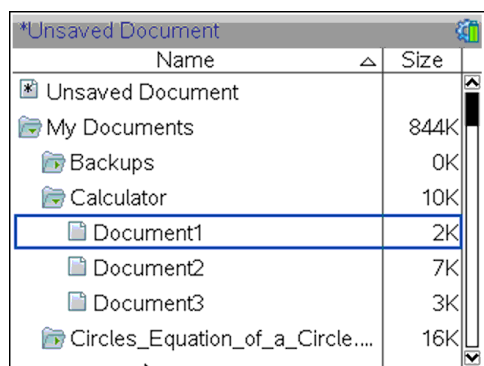 *Unsaved Document
Name Size
Unsaved Document
My Documents 844K
Backups 0K
Calculator 10K
Document1 2K
Document2 7K
Document3 3K
Circles_Equation_of_a_Circle.... 16K